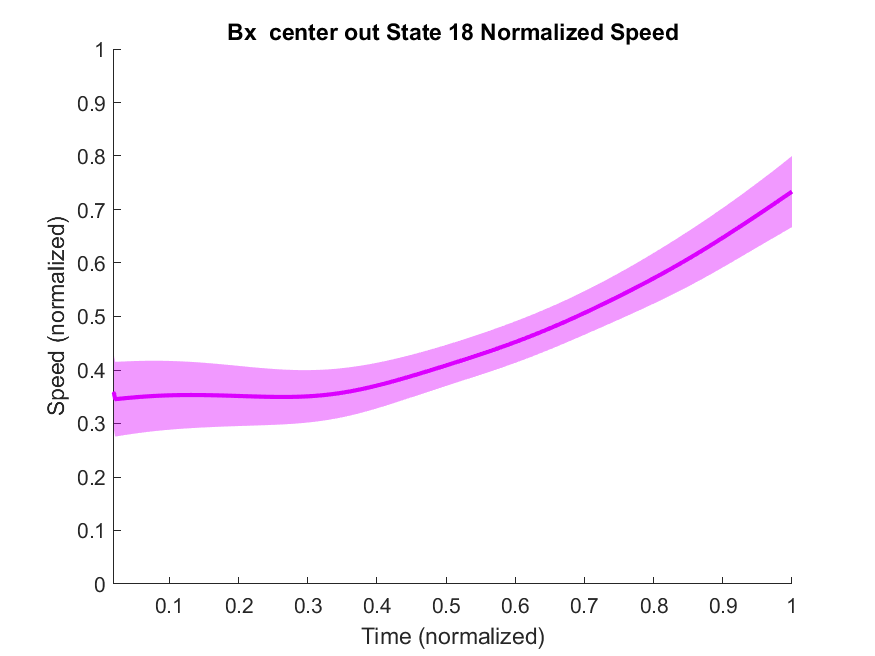 Bx  center out State 18 Normalized Speed
1
0.9
0.8
0.7
0.6
0.5
0.4
0.3
0.2
0.1
0
Speed (normalized)
0.1 0.2 0.3 0.4 0.5 0.6 0.7 0.8 0.9 1
Time (normalized)